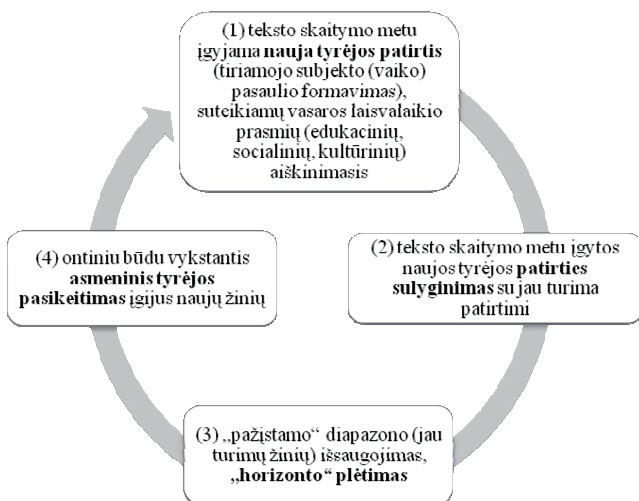 (1) teksto skaitymo metu
įgyjama nauja tyrėjos patirtis
(tiriamojo subjekto (vaiko)
pasaulio formavimas),
suteikiamų vasaros laisvalaikio
prasmių (edukacinių,
socialinių, kultūrinių)
aiškinimasis
(2) teksto skaitymo metu įgytos
naujos tyrėjos patirties
sulyginimas su jau turima
patirtimi
(3) „pažįstamo“ diapazono (jau
turimų žinių) išsaugojimas,
„horizonto“ plėtimas
(4) ontiniu būdu vykstantis
asmeninis tyrėjos
pasikeitimas įgijus naujų žinių